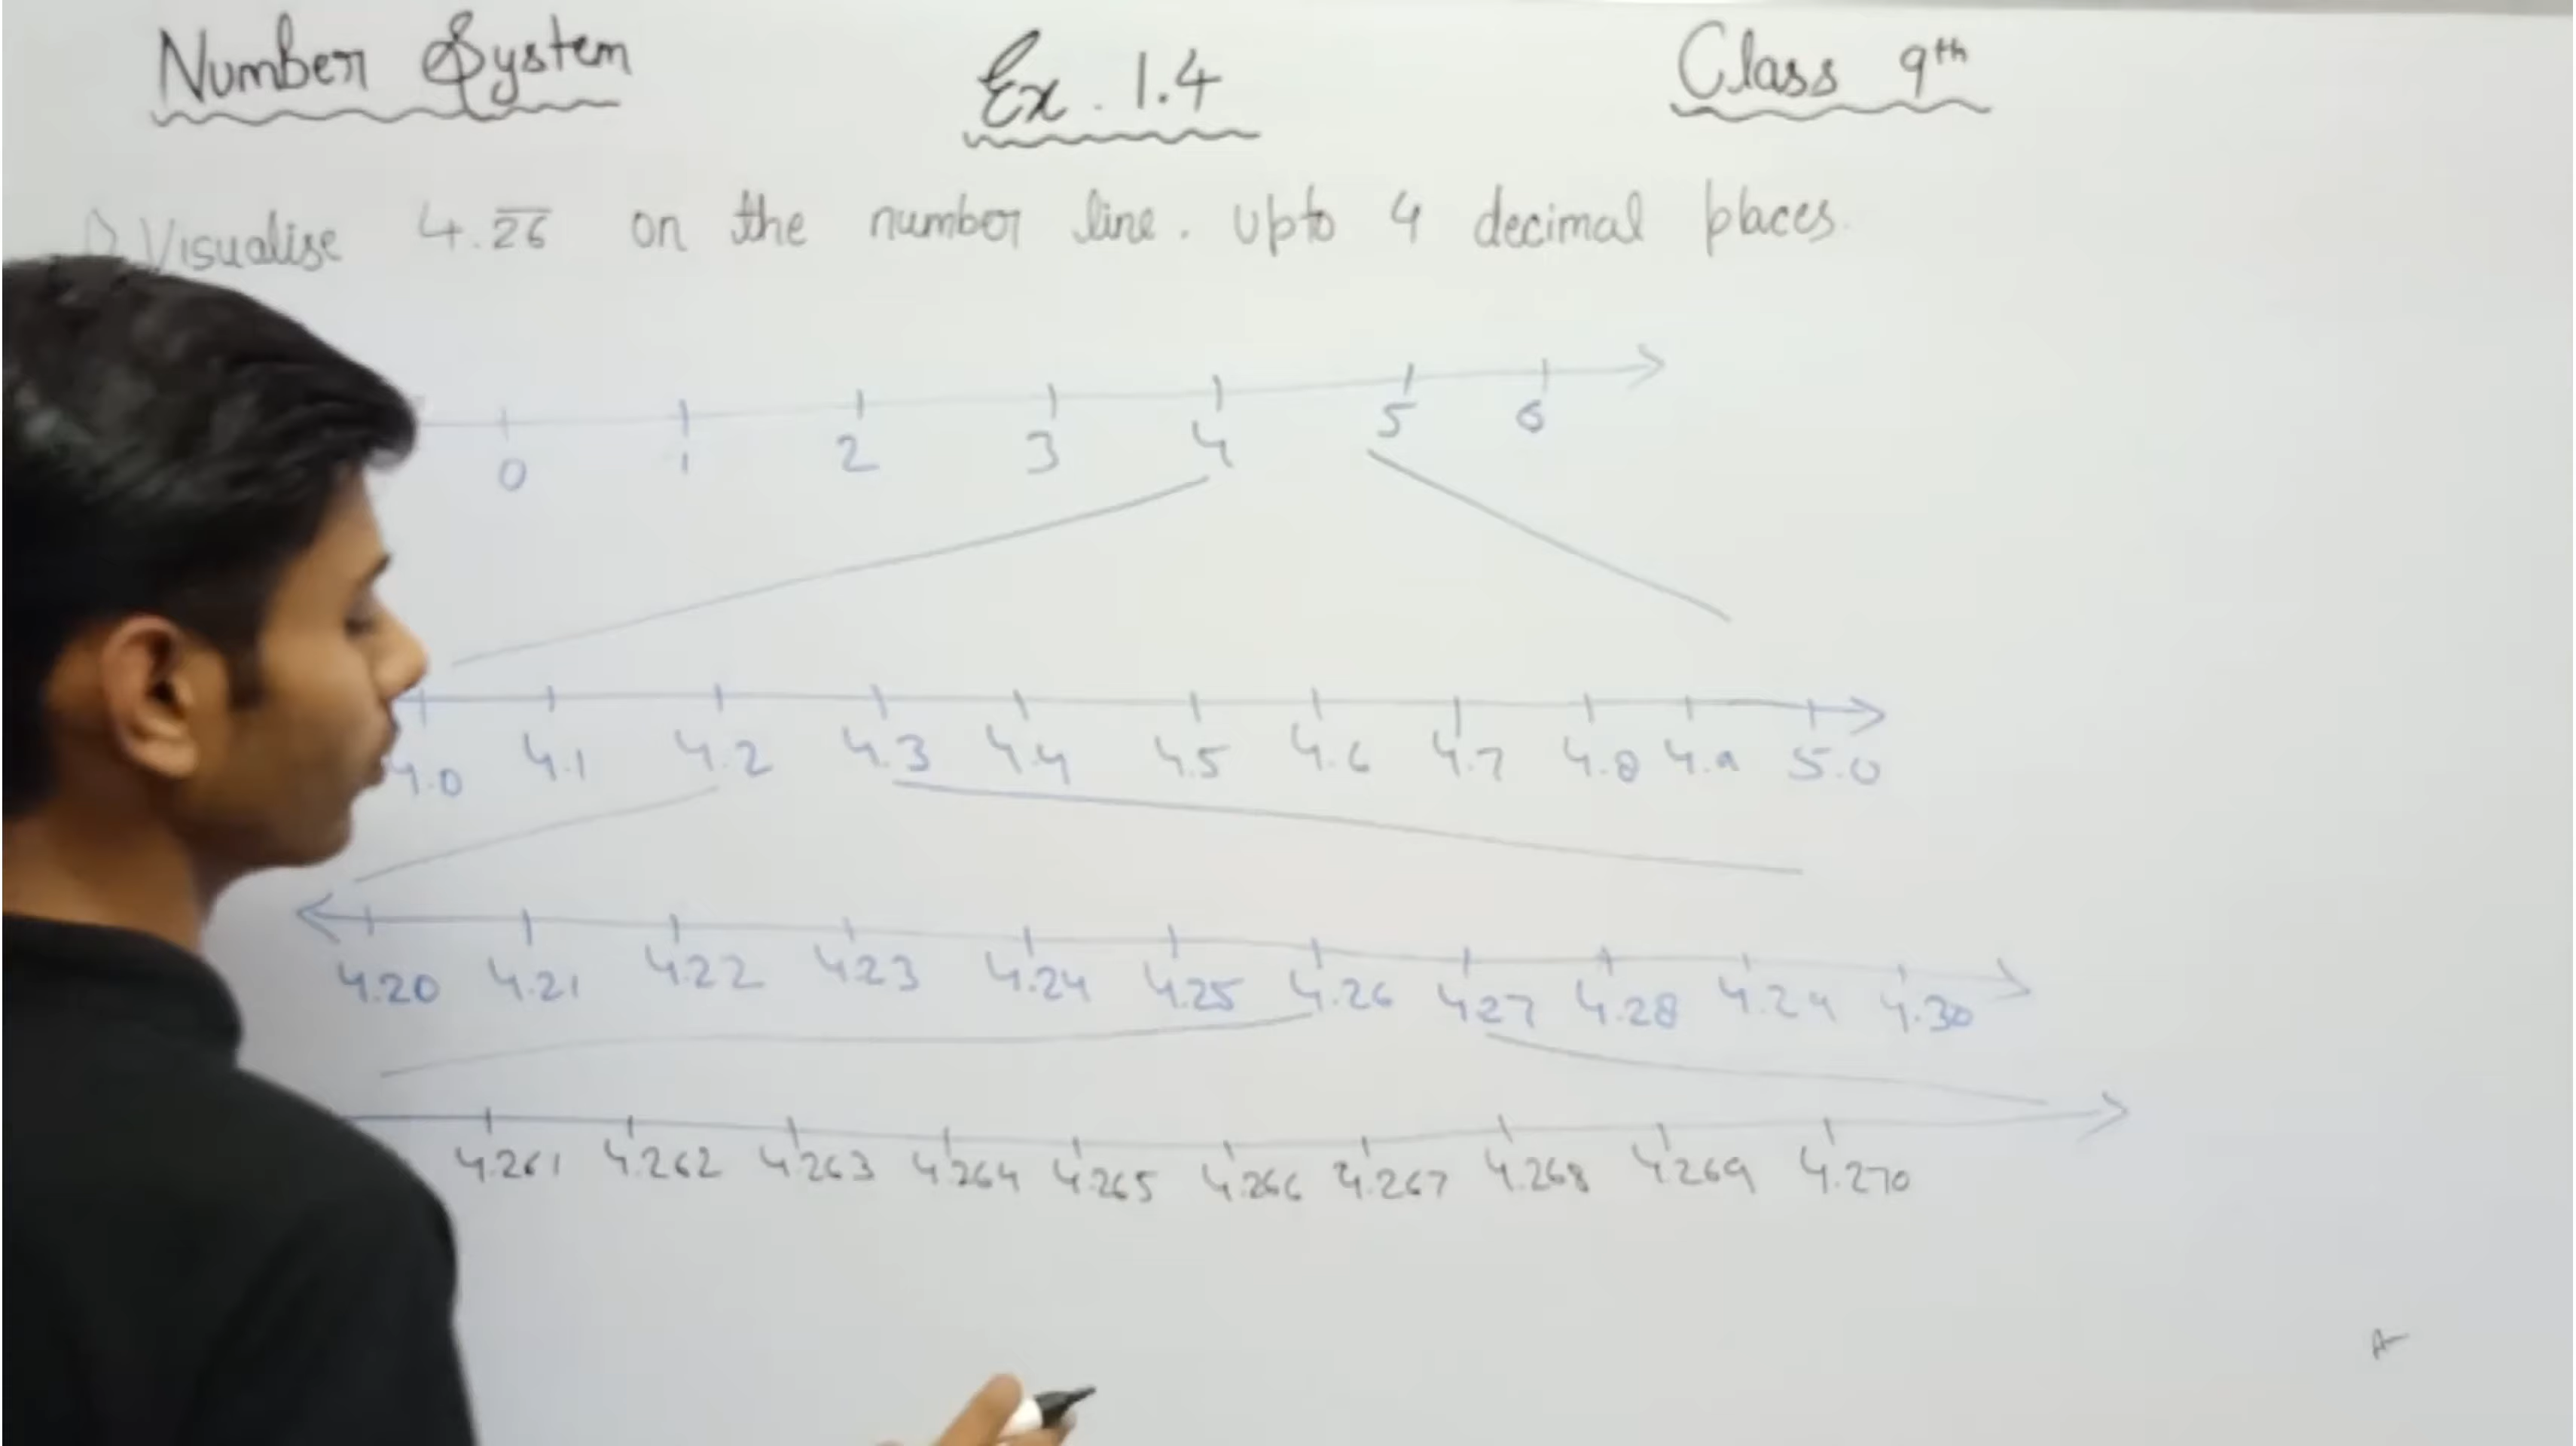 Number System Ex. 1.4 Class 9th
Visualise 4.2̅6̅ on the number line. upto 4 decimal places.
0 1 2 3 4 5 6
4.0 4.1 4.2 4.3 4.4 4.5 4.6 4.7 4.8 4.9 5.0
4.20 4.21 4.22 4.23 4.24 4.25 4.26 4.27 4.28 4.29 4.30
4.261 4.262 4.263 4.264 4.265 4.266 4.267 4.268 4.269 4.270